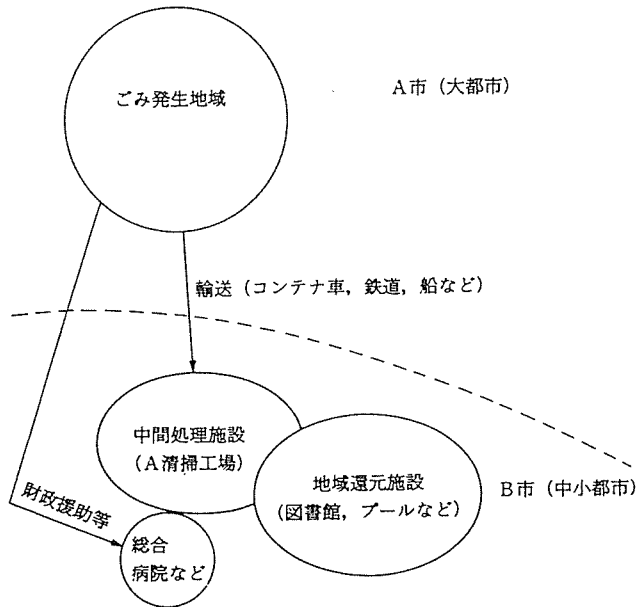 ごみ発生地域
A市（大都市）
輸送（コンテナ車，鉄道，船など）
中間処理施設
（A清掃工場）
地域還元施設
（図書館，プールなど）
B市（中小都市）
財政援助等
総合
病院など